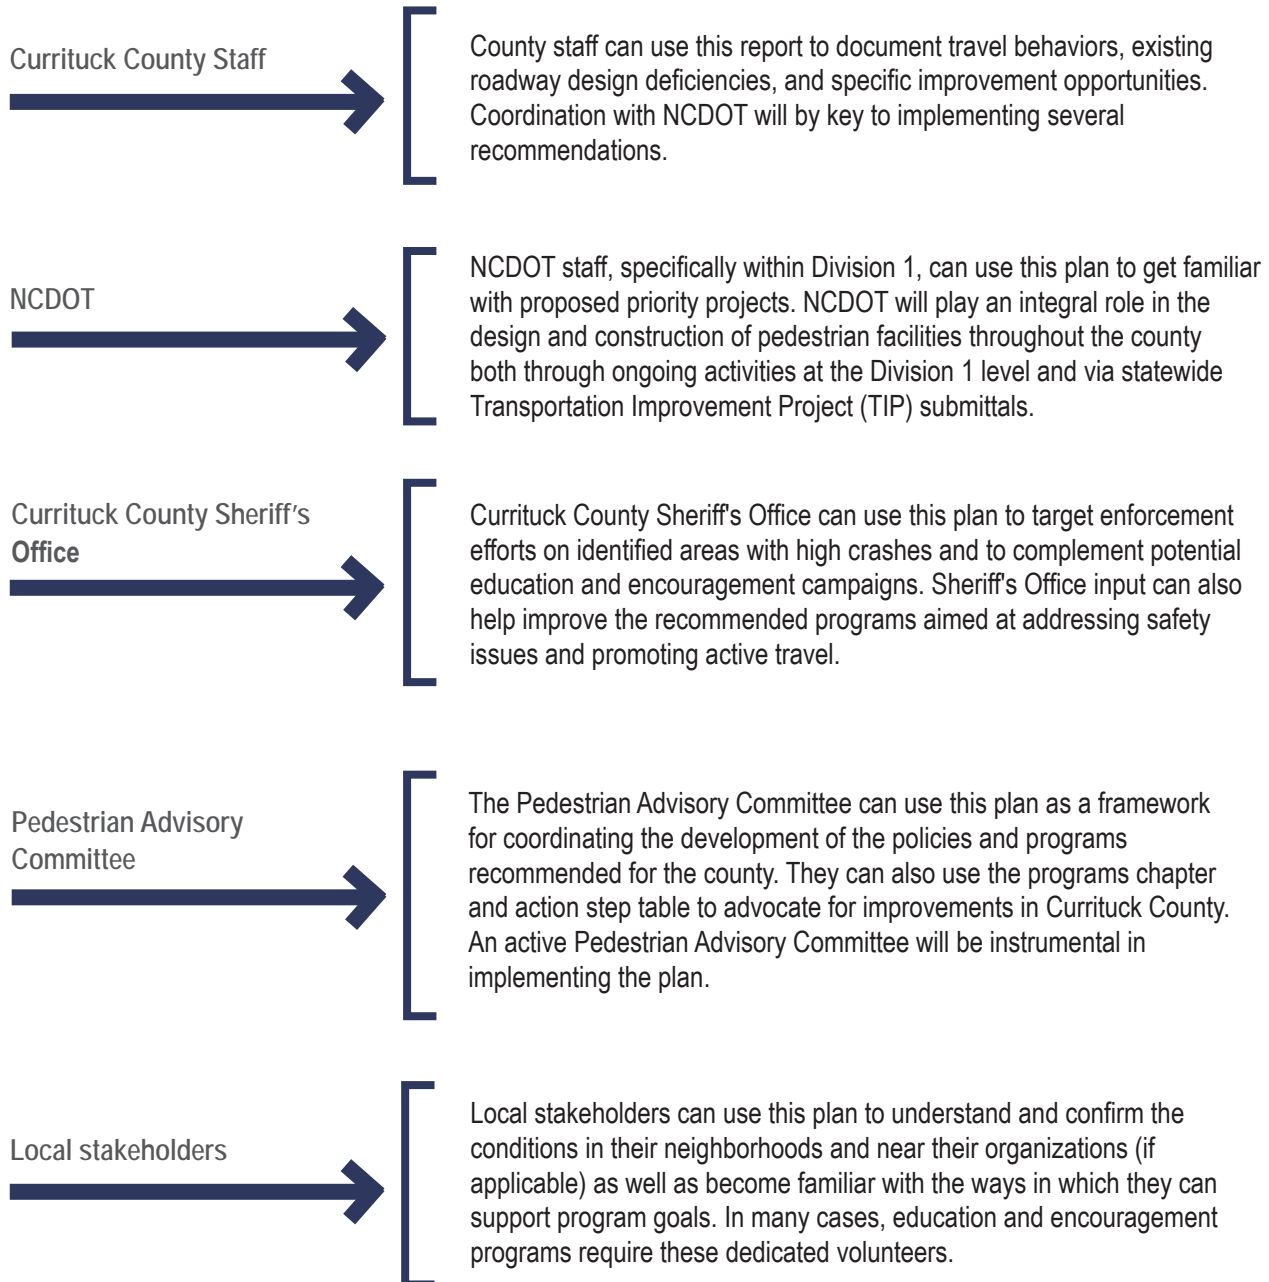 Currituck County Staff
County staff can use this report to document travel behaviors, existing
roadway design deficiencies, and specific improvement opportunities.
Coordination with NCDOT will by key to implementing several
recommendations.
NCDOT
NCDOT staff, specifically within Division 1, can use this plan to get familiar
with proposed priority projects. NCDOT will play an integral role in the
design and construction of pedestrian facilities throughout the county
both through ongoing activities at the Division 1 level and via statewide
Transportation Improvement Project (TIP) submittals.
Currituck County Sheriff's
Office
Currituck County Sheriff's Office can use this plan to target enforcement
efforts on identified areas with high crashes and to complement potential
education and encouragement campaigns. Sheriff's Office input can also
help improve the recommended programs aimed at addressing safety
issues and promoting active travel.
Pedestrian Advisory
Committee
The Pedestrian Advisory Committee can use this plan as a framework
for coordinating the development of the policies and programs
recommended for the county. They can also use the programs chapter
and action step table to advocate for improvements in Currituck County.
An active Pedestrian Advisory Committee will be instrumental in
implementing the plan.
Local stakeholders
Local stakeholders can use this plan to understand and confirm the
conditions in their neighborhoods and near their organizations (if
applicable) as well as become familiar with the ways in which they can
support program goals. In many cases, education and encouragement
programs require these dedicated volunteers.